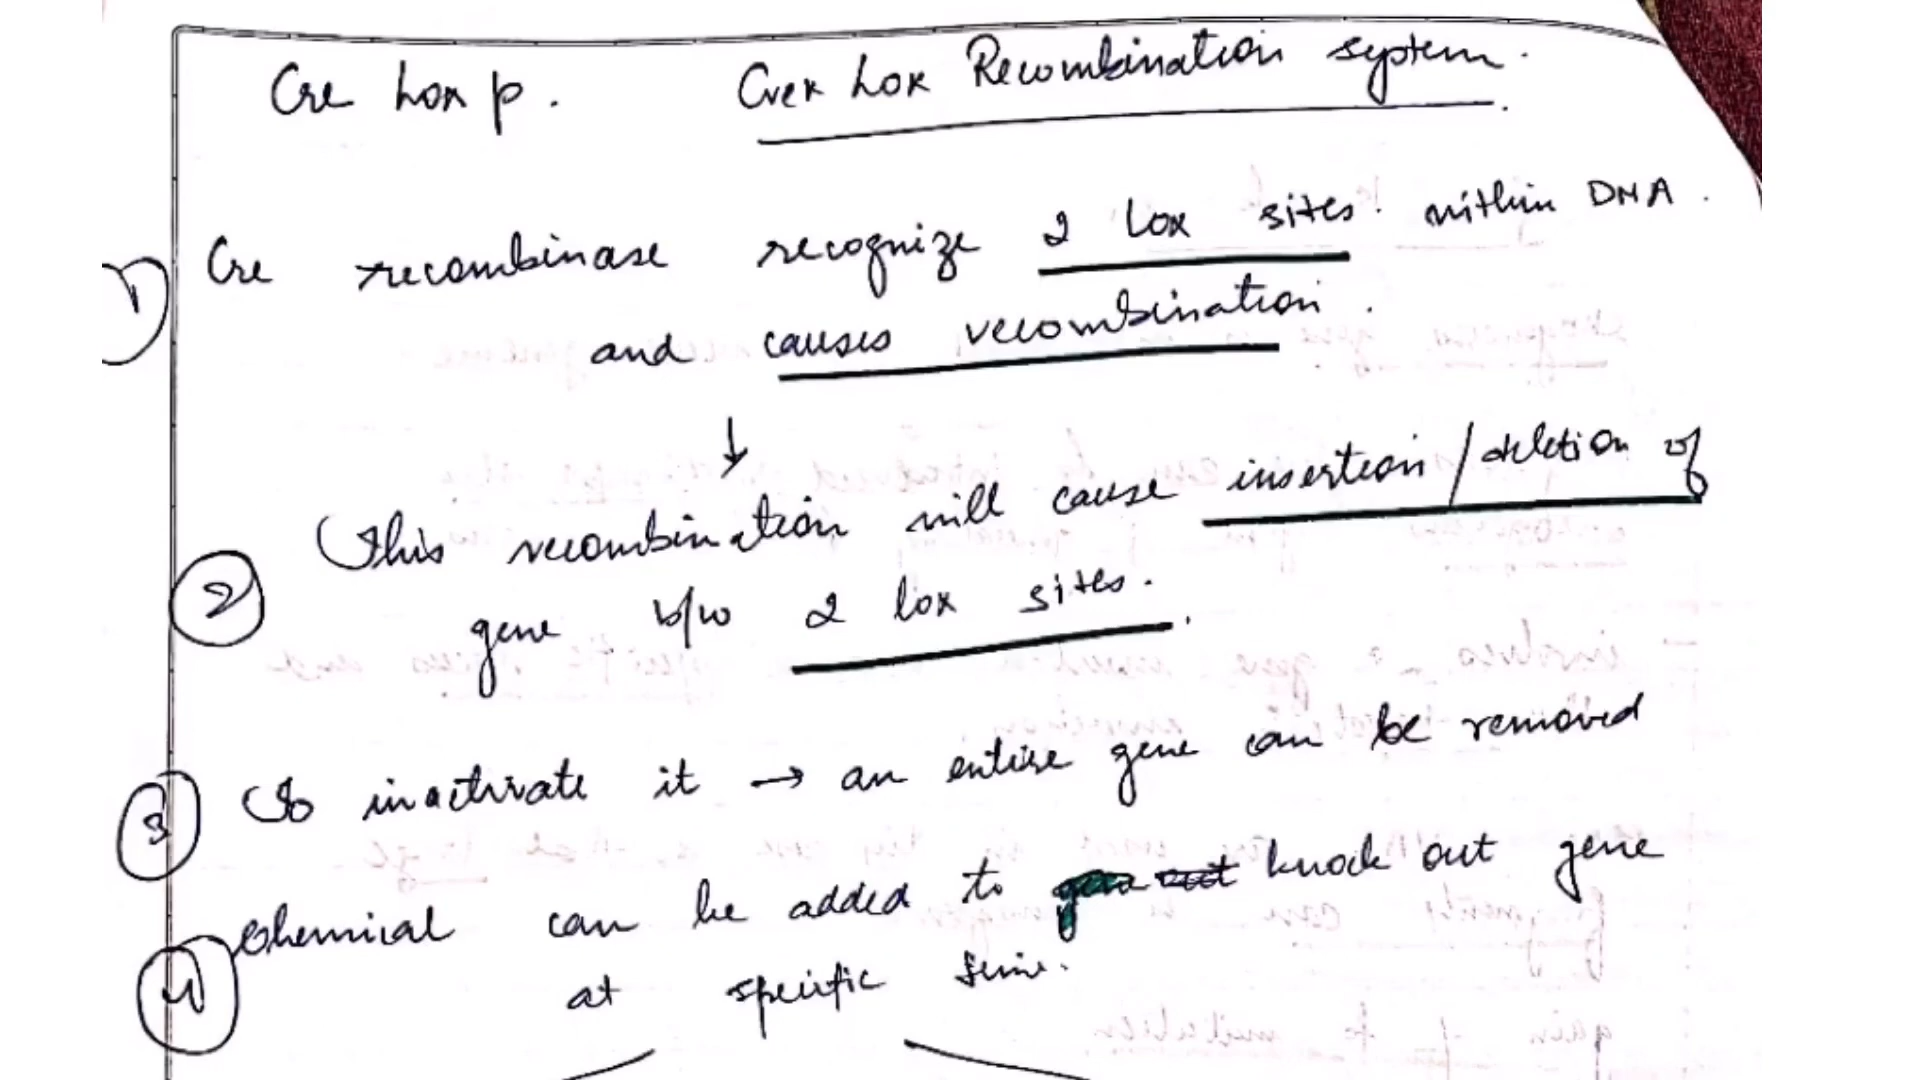 Cre Lox p. Crex Lox Recombination system.
Cre recombinase recognize 2 Lox sites within DNA.
1
and causes recombination.
↓
This recombination will cause insertion/deletion of
2
gene b/w 2 lox sites.
3 To inactivate it → an entire gene can be removed
chemical can be added to knock out gene
4
at specific